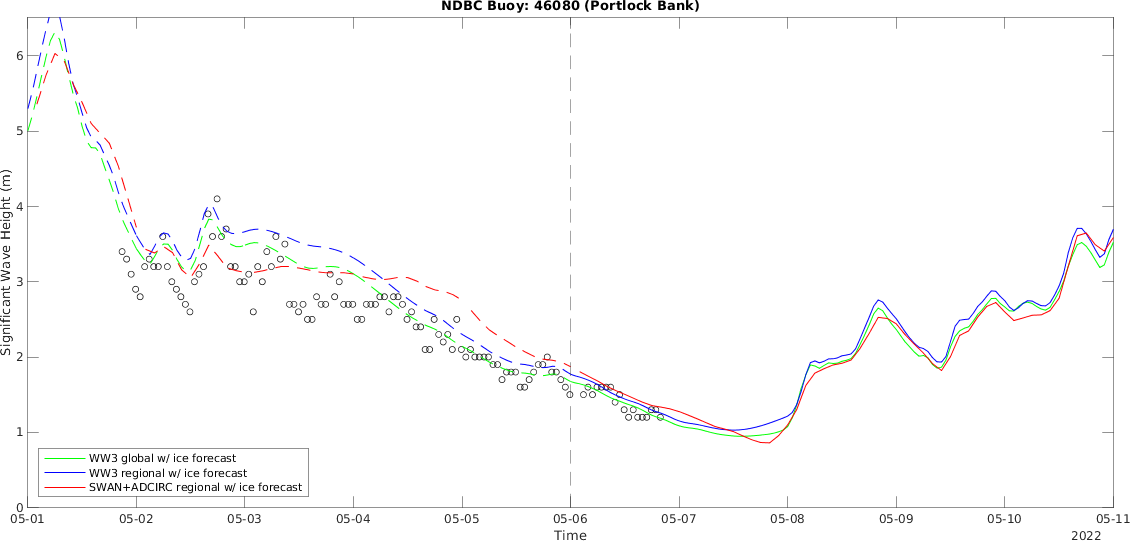 NDBC Buoy: 46080 (Portlock Bank)
Significant Wave Height (m)
6
5
4
3
2
1
0
WW3 global w/ ice forecast
WW3 regional w/ ice forecast
SWAN+ADCIRC regional w/ ice forecast
05-01 05-02 05-03 05-04 05-05 05-06 05-07 05-08 05-09 05-10 05-11
Time
2022